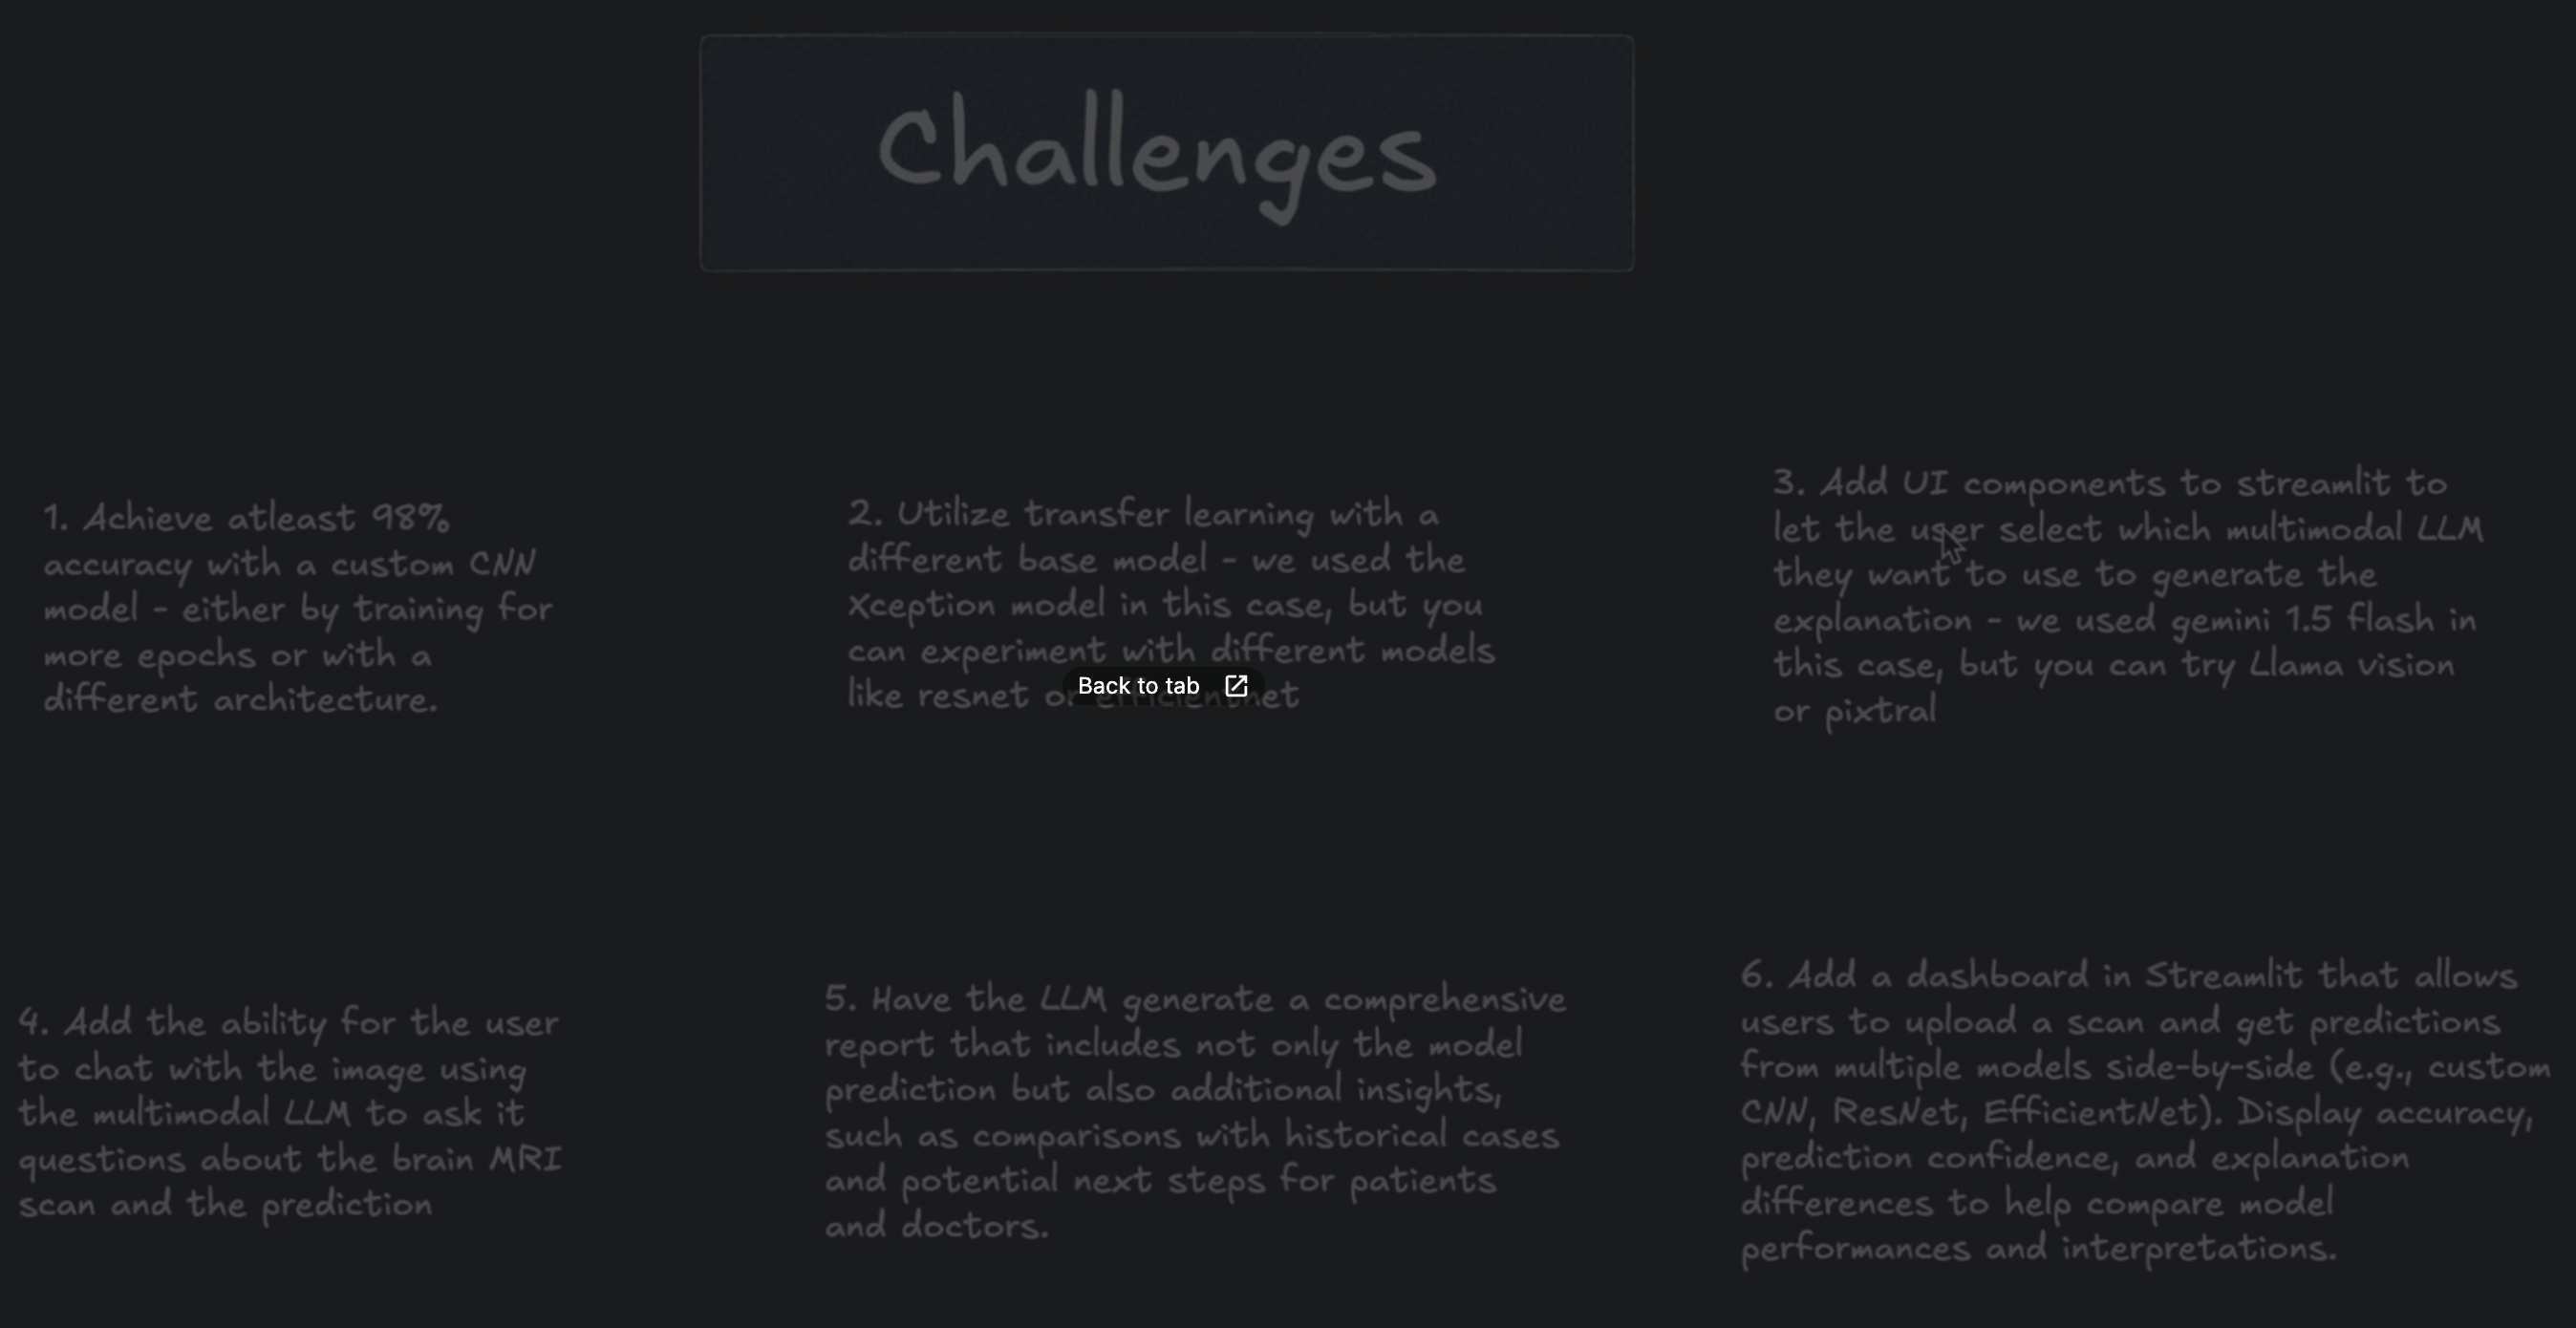 Challenges
1. Achieve atleast 98%
accuracy with a custom CNN
model - either by training for
more epochs or with a
different architecture.
2. Utilize transfer learning with a
different base model - we used the
Xception model in this case, but you
can experiment with different models
like resnet or efficientnet
Back to tab
3. Add UI components to streamlit to
let the user select which multimodal LLM
they want to use to generate the
explanation - we used gemini 1.5 flash in
this case, but you can try Llama vision
or pixtral
4. Add the ability for the user
to chat with the image using
the multimodal LLM to ask it
questions about the brain MRI
scan and the prediction
5. Have the LLM generate a comprehensive
report that includes not only the model
prediction but also additional insights,
such as comparisons with historical cases
and potential next steps for patients
and doctors.
6. Add a dashboard in Streamlit that allows
users to upload a scan and get predictions
from multiple models side-by-side (e.g., custom
CNN, ResNet, EfficientNet). Display accuracy,
prediction confidence, and explanation
differences to help compare model
performances and interpretations.